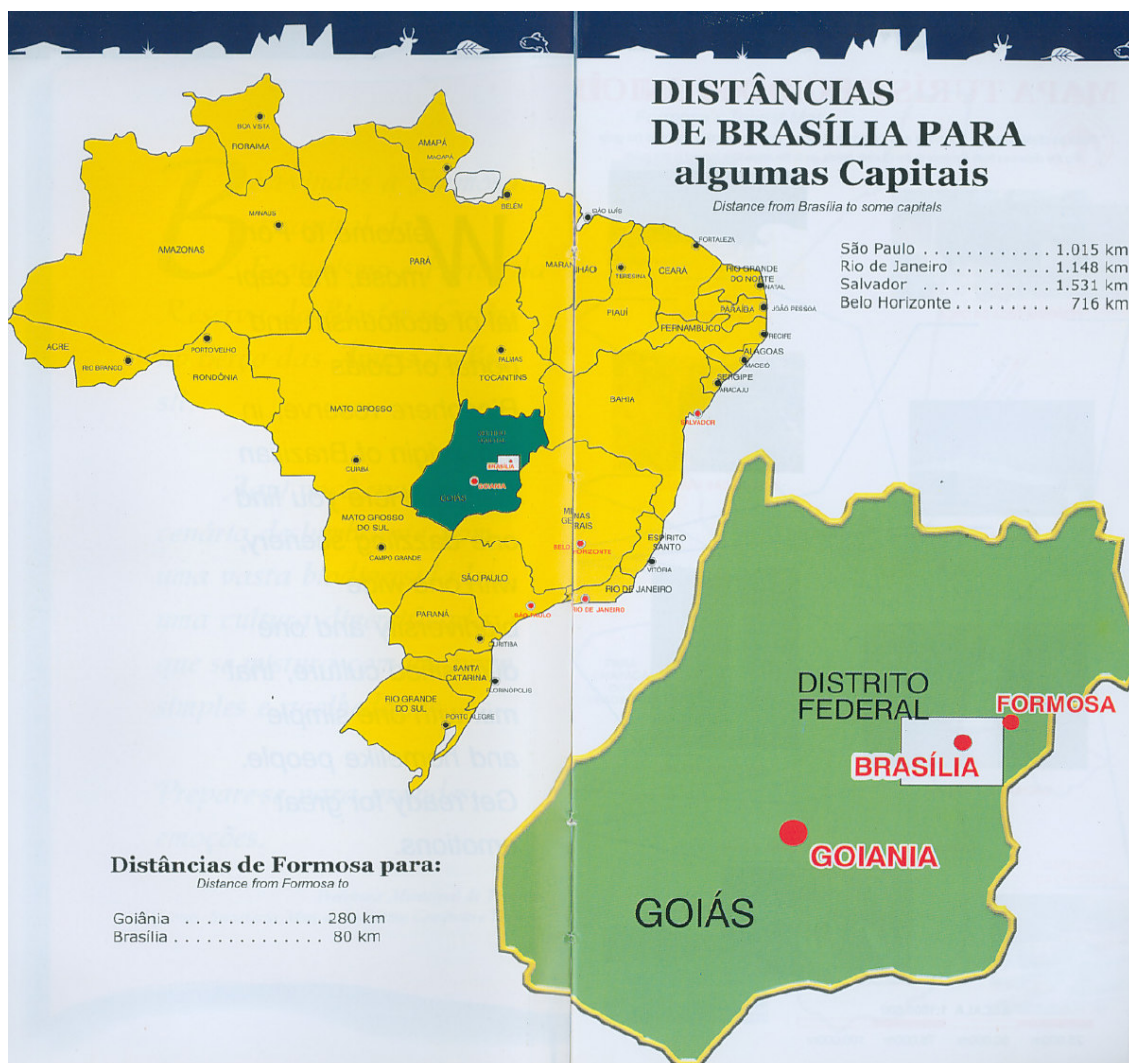 DISTÂNCIAS
DE BRASÍLIA PARA
algumas Capitais
Distance from Brasília to some capitals
São Paulo . . . . . . . . . . . . 1.015 km
Rio de Janeiro . . . . . . . . . . 1.148 km
Salvador . . . . . . . . . . . . . 1.531 km
Belo Horizonte . . . . . . . 716 km
BOA VISTA
RORAIMA
AMAPÁ
MACAPÁ
BELÉM
SÃO LUÍS
MANAUS
AMAZONAS
PARÁ
MARANHÃO
TERESINA
CEARÁ
FORTALEZA
RIO GRANDE
DO NORTE
NATAL
PIAUÍ
PARAÍBA
JOÃO PESSOA
PERNAMBUCO
RECIFE
ALAGOAS
MACEIÓ
SERGIPE
ARACAJU
ACRE
RIO BRANCO
PORTO VELHO
RONDÔNIA
PALMAS
TOCANTINS
MATO GROSSO
BAHIA
SALVADOR
CUIABÁ
BRASÍLIA
GOIANIA
GOIÁS
MATO GROSSO
DO SUL
CAMPO GRANDE
MINAS
GERAIS
BELO HORIZONTE
ESPÍRITO
SANTO
VITÓRIA
SÃO PAULO
RIO DE JANEIRO
SÃO PAULO
RIO DE JANEIRO
PARANÁ
CURITIBA
SANTA
CATARINA
FLORINÓPOLIS
RIO GRANDE
DO SUL
PORTO ALEGRE
DISTRITO
FEDERAL
FORMOSA
BRASÍLIA
GOIANIA
GOIÁS
Distâncias de Formosa para:
Distance from Formosa to
Goiânia . . . . . . . . . . . . 280 km
Brasília . . . . . . . . . . . . . 80 km